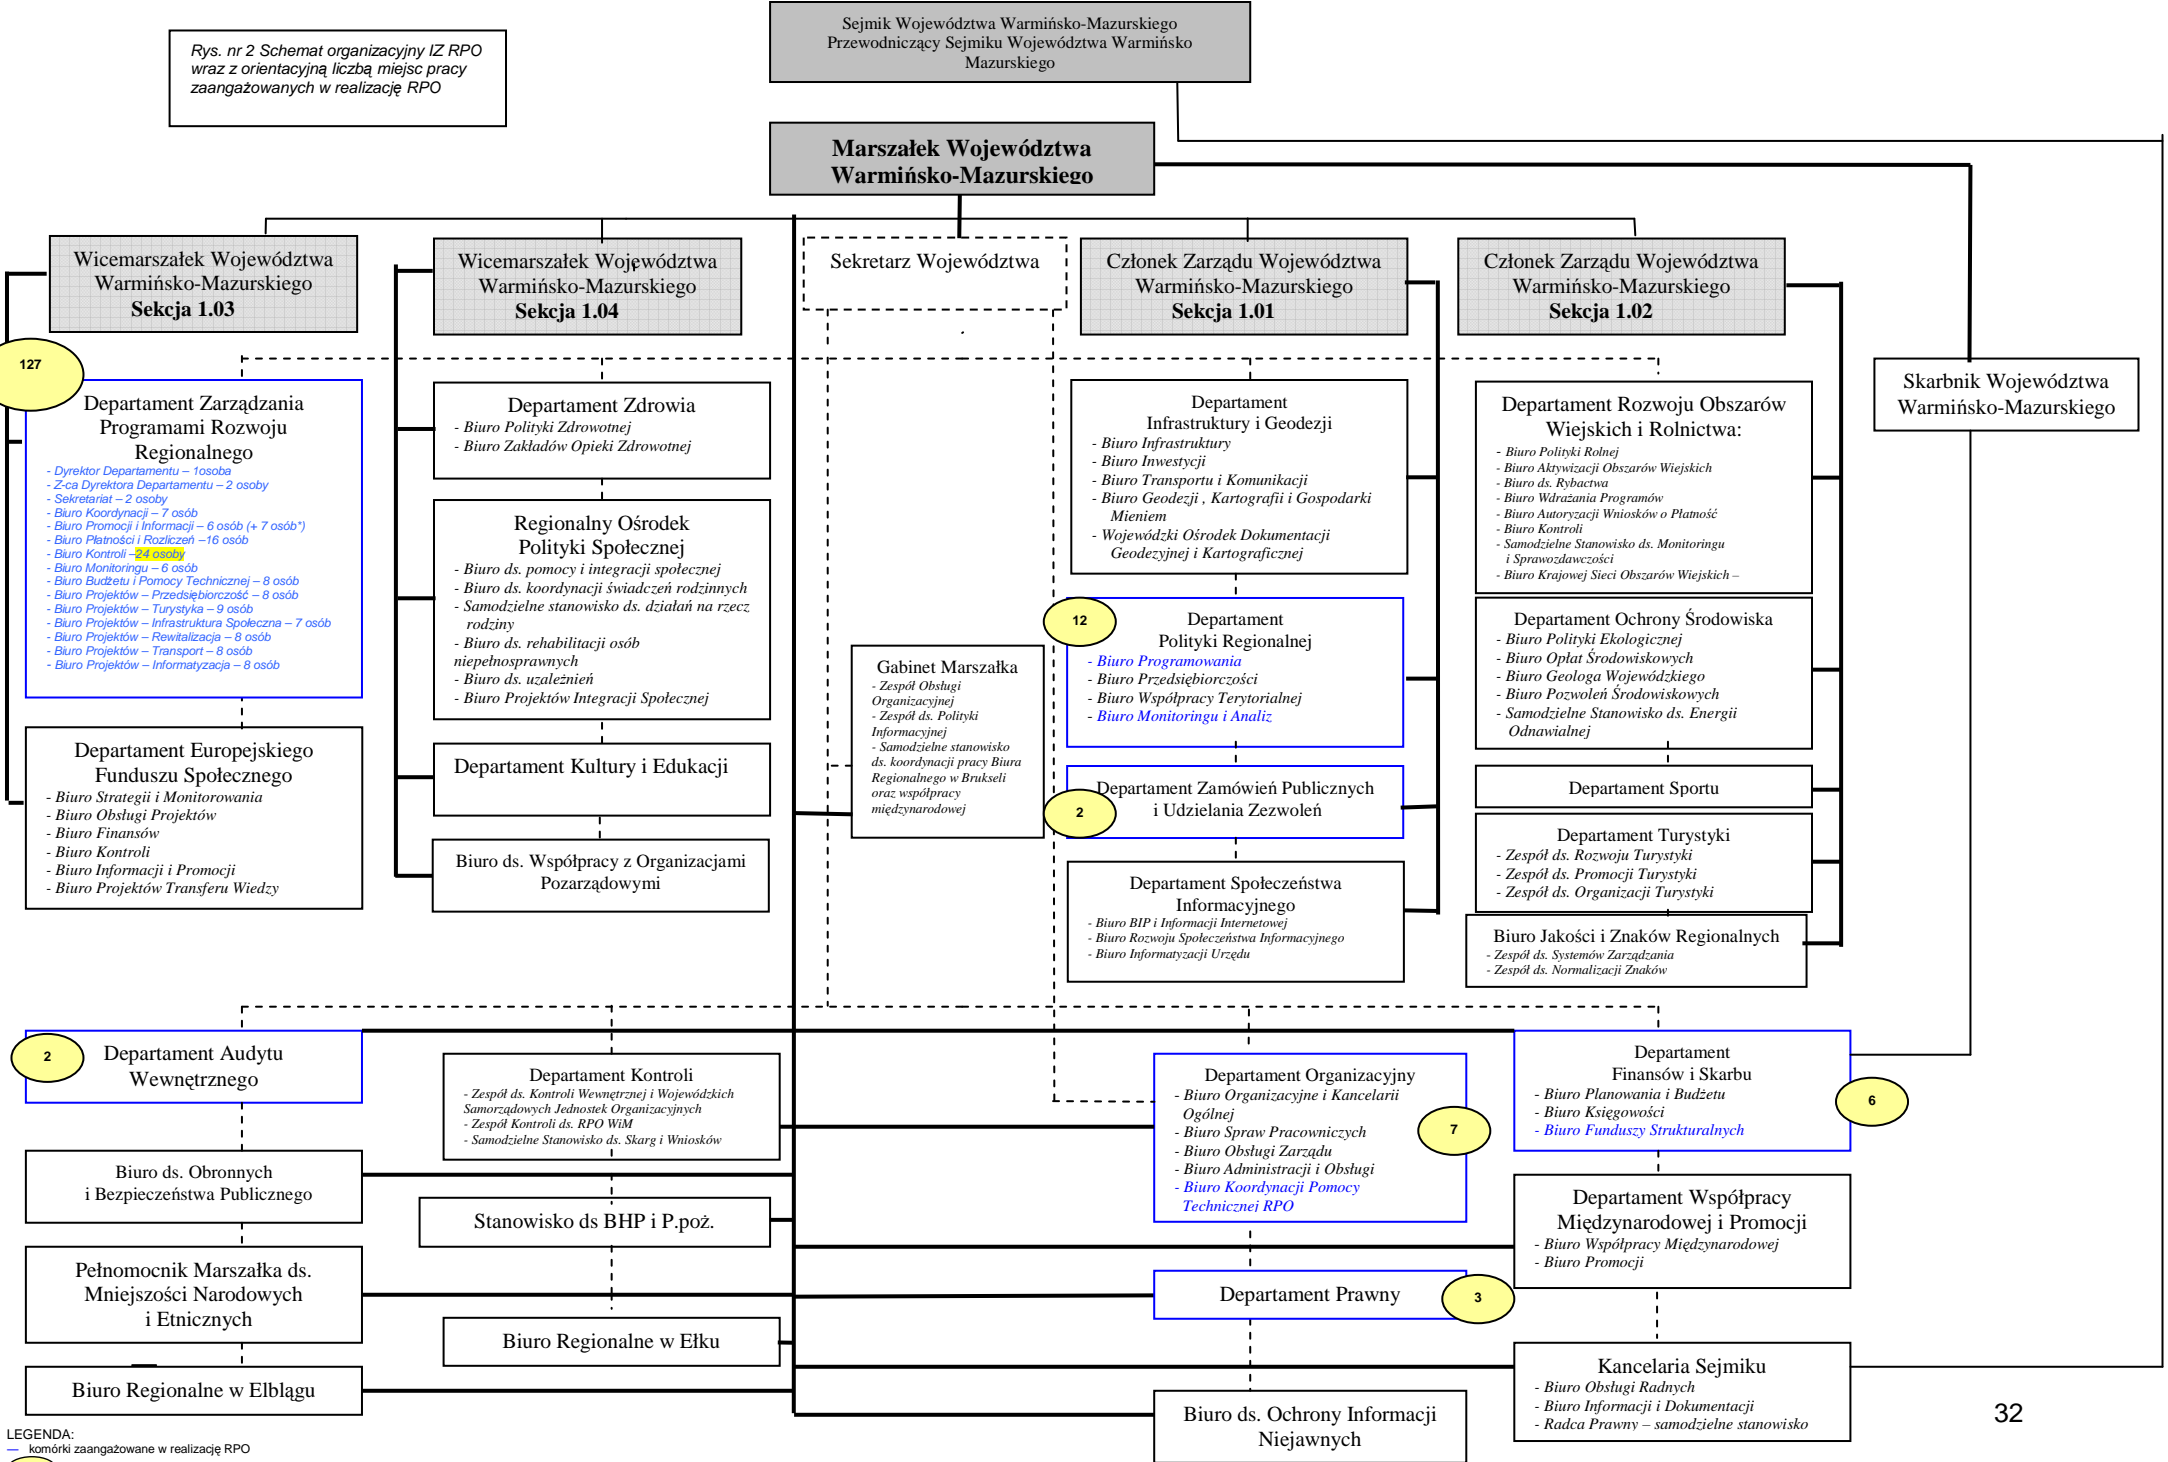 Sejmik Województwa Warmińsko-Mazurskiego
Przewodniczący Sejmiku Województwa Warmińsko
Mazurskiego
Rys. nr 2 Schemat organizacyjny IZ RPO
wraz z orientacyjną liczbą miejsc pracy
zaangażowanych w realizację RPO
Marszałek Województwa
Warmińsko-Mazurskiego
Wicemarszałek Województwa
Warmińsko-Mazurskiego
Sekcja 1.03
Wicemarszałek Województwa
Warmińsko-Mazurskiego
Sekcja 1.04
Sekretarz Województwa
Członek Zarządu Województwa
Warmińsko-Mazurskiego
Sekcja 1.01
Członek Zarządu Województwa
Warmińsko-Mazurskiego
Sekcja 1.02
Skarbnik Województwa
Warmińsko-Mazurskiego
127
Departament Zarządzania
Programami Rozwoju
Regionalnego
- Dyrektor Departamentu – 1osoba
- Z-ca Dyrektora Departamentu – 2 osoby
- Sekretariat – 2 osoby
- Biuro Koordynacji – 7 osób
- Biuro Promocji i Informacji – 6 osób (+ 7 osób*)
- Biuro Płatności i Rozliczeń –16 osób
- Biuro Kontroli –24 osoby
- Biuro Monitoringu – 6 osób
- Biuro Budżetu i Pomocy Technicznej – 8 osób
- Biuro Projektów – Przedsiębiorczość – 8 osób
- Biuro Projektów – Turystyka – 9 osób
- Biuro Projektów – Infrastruktura Społeczna – 7 osób
- Biuro Projektów – Rewitalizacja – 8 osób
- Biuro Projektów – Transport – 8 osób
- Biuro Projektów – Informatyzacja – 8 osób
Departament Europejskiego
Funduszu Społecznego
- Biuro Strategii i Monitorowania
- Biuro Obsługi Projektów
- Biuro Finansów
- Biuro Kontroli
- Biuro Informacji i Promocji
- Biuro Projektów Transferu Wiedzy
Departament Zdrowia
- Biuro Polityki Zdrowotnej
- Biuro Zakładów Opieki Zdrowotnej
Regionalny Ośrodek
Polityki Społecznej
- Biuro ds. pomocy i integracji społecznej
- Biuro ds. koordynacji świadczeń rodzinnych
- Samodzielne stanowisko ds. działań na rzecz
rodziny
- Biuro ds. rehabilitacji osób
niepełnosprawnych
- Biuro ds. uzależnień
- Biuro Projektów Integracji Społecznej
Departament Kultury i Edukacji
Biuro ds. Współpracy z Organizacjami
Pozarządowymi
Gabinet Marszałka
- Zespół Obsługi
Organizacyjnej
- Zespół ds. Polityki
Informacyjnej
- Samodzielne stanowisko
ds. koordynacji pracy Biura
Regionalnego w Brukseli
oraz współpracy
międzynarodowej
Departament
Infrastruktury i Geodezji
- Biuro Infrastruktury
- Biuro Inwestycji
- Biuro Transportu i Komunikacji
- Biuro Geodezji , Kartografii i Gospodarki
Mieniem
- Wojewódzki Ośrodek Dokumentacji
Geodezyjnej i Kartograficznej
12
Departament
Polityki Regionalnej
- Biuro Programowania
- Biuro Przedsiębiorczości
- Biuro Współpracy Terytorialnej
- Biuro Monitoringu i Analiz
2
Departament Zamówień Publicznych
i Udzielania Zezwoleń
Departament Społeczeństwa
Informacyjnego
- Biuro BIP i Informacji Internetowej
- Biuro Rozwoju Społeczeństwa Informacyjnego
- Biuro Informatyzacji Urzędu
Departament Rozwoju Obszarów
Wiejskich i Rolnictwa:
- Biuro Polityki Rolnej
- Biuro Aktywizacji Obszarów Wiejskich
- Biuro ds. Rybactwa
- Biuro Wdrażania Programów
- Biuro Autoryzacji Wniosków o Płatność
- Biuro Kontroli
- Samodzielne Stanowisko ds. Monitoringu
i Sprawozdawczości
- Biuro Krajowej Sieci Obszarów Wiejskich –
Departament Ochrony Środowiska
- Biuro Polityki Ekologicznej
- Biuro Opłat Środowiskowych
- Biuro Geologa Wojewódzkiego
- Biuro Pozwoleń Środowiskowych
- Samodzielne Stanowisko ds. Energii
Odnawialnej
Departament Sportu
Departament Turystyki
- Zespół ds. Rozwoju Turystyki
- Zespół ds. Promocji Turystyki
- Zespół ds. Organizacji Turystyki
Biuro Jakości i Znaków Regionalnych
- Zespół ds. Systemów Zarządzania
- Zespół ds. Normalizacji Znaków
2
Departament Audytu
Wewnętrznego
Biuro ds. Obronnych
i Bezpieczeństwa Publicznego
Pełnomocnik Marszałka ds.
Mniejszości Narodowych
i Etnicznych
Biuro Regionalne w Elblągu
Departament Kontroli
- Zespół ds. Kontroli Wewnętrznej i Wojewódzkich
Samorządowych Jednostek Organizacyjnych
- Zespół Kontroli ds. RPO WiM
- Samodzielne Stanowisko ds. Skarg i Wniosków
Stanowisko ds BHP i P.poż.
Biuro Regionalne w Ełku
Departament Organizacyjny
- Biuro Organizacyjne i Kancelarii
Ogólnej
- Biuro Spraw Pracowniczych
- Biuro Obsługi Zarządu
- Biuro Administracji i Obsługi
- Biuro Koordynacji Pomocy
Technicznej RPO
7
Departament Prawny
3
Biuro ds. Ochrony Informacji
Niejawnych
Departament
Finansów i Skarbu
- Biuro Planowania i Budżetu
- Biuro Księgowości
- Biuro Funduszy Strukturalnych
6
Departament Współpracy
Międzynarodowej i Promocji
- Biuro Współpracy Międzynarodowej
- Biuro Promocji
Kancelaria Sejmiku
- Biuro Obsługi Radnych
- Biuro Informacji i Dokumentacji
- Radca Prawny – samodzielne stanowisko
32
LEGENDA:
— komórki zaangażowane w realizację RPO